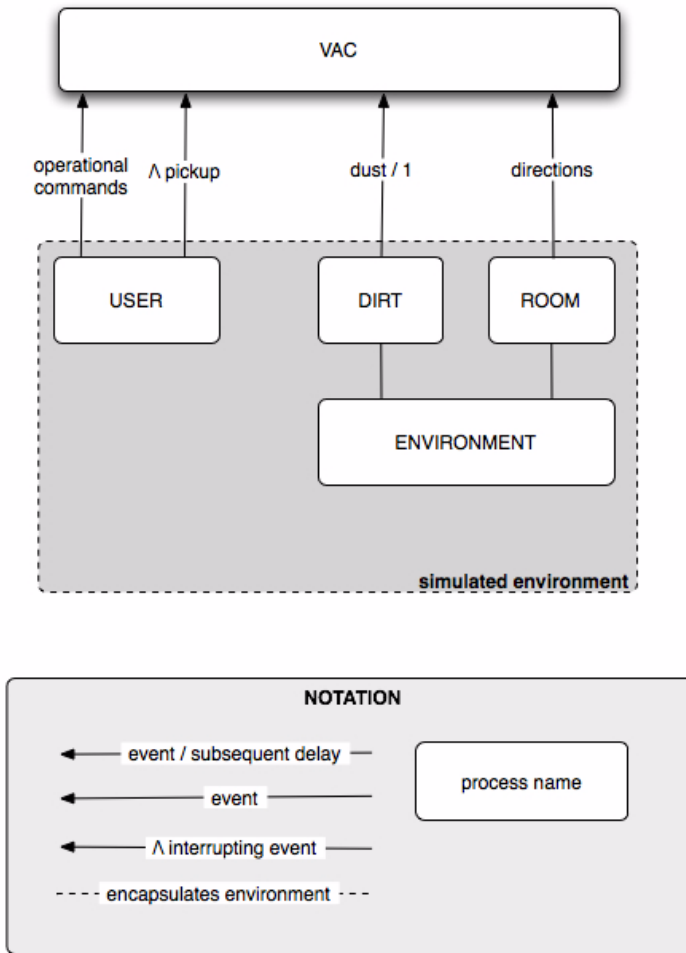 VAC
operational
commands
Λ pickup
dust / 1
directions
USER
DIRT
ROOM
ENVIRONMENT
simulated environment
NOTATION
event / subsequent delay
event
Λ interrupting event
encapsulates environment
process name